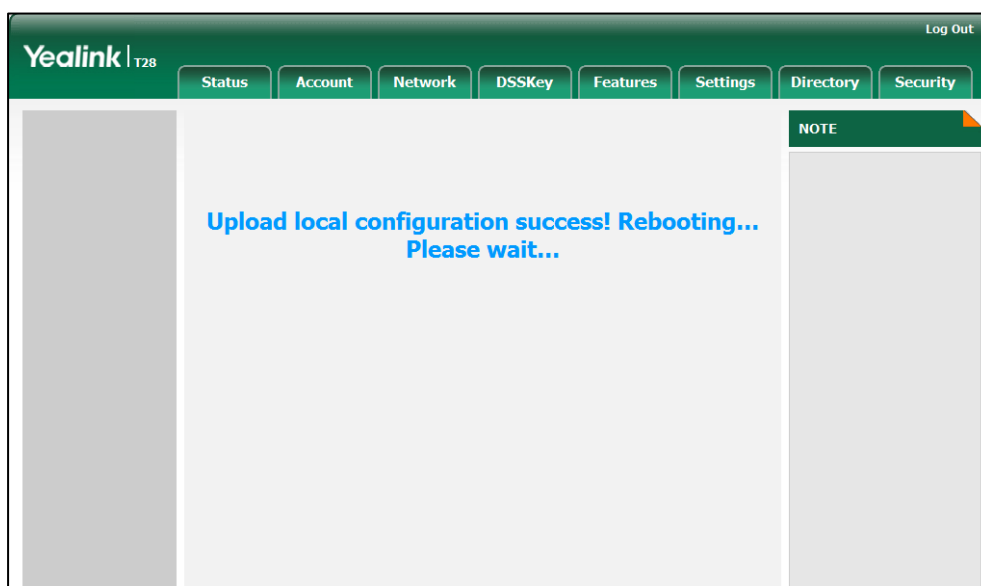 Log Out
Yealink T28
Status Account Network DSSKey Features Settings Directory Security
NOTE
Upload local configuration success! Rebooting...
Please wait...